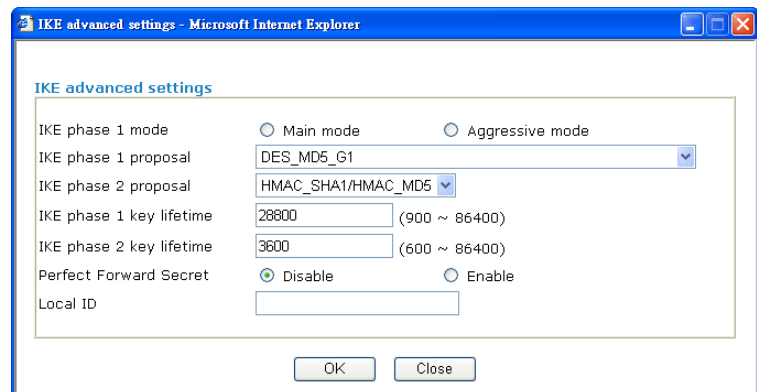 IKE advanced settings - Microsoft Internet Explorer
IKE advanced settings
IKE phase 1 mode Main mode Aggressive mode
IKE phase 1 proposal DES_MD5_G1
IKE phase 2 proposal HMAC_SHA1/HMAC_MD5
IKE phase 1 key lifetime 28800 (900 ~ 86400)
IKE phase 2 key lifetime 3600 (600 ~ 86400)
Perfect Forward Secret Disable Enable
Local ID
OK Close